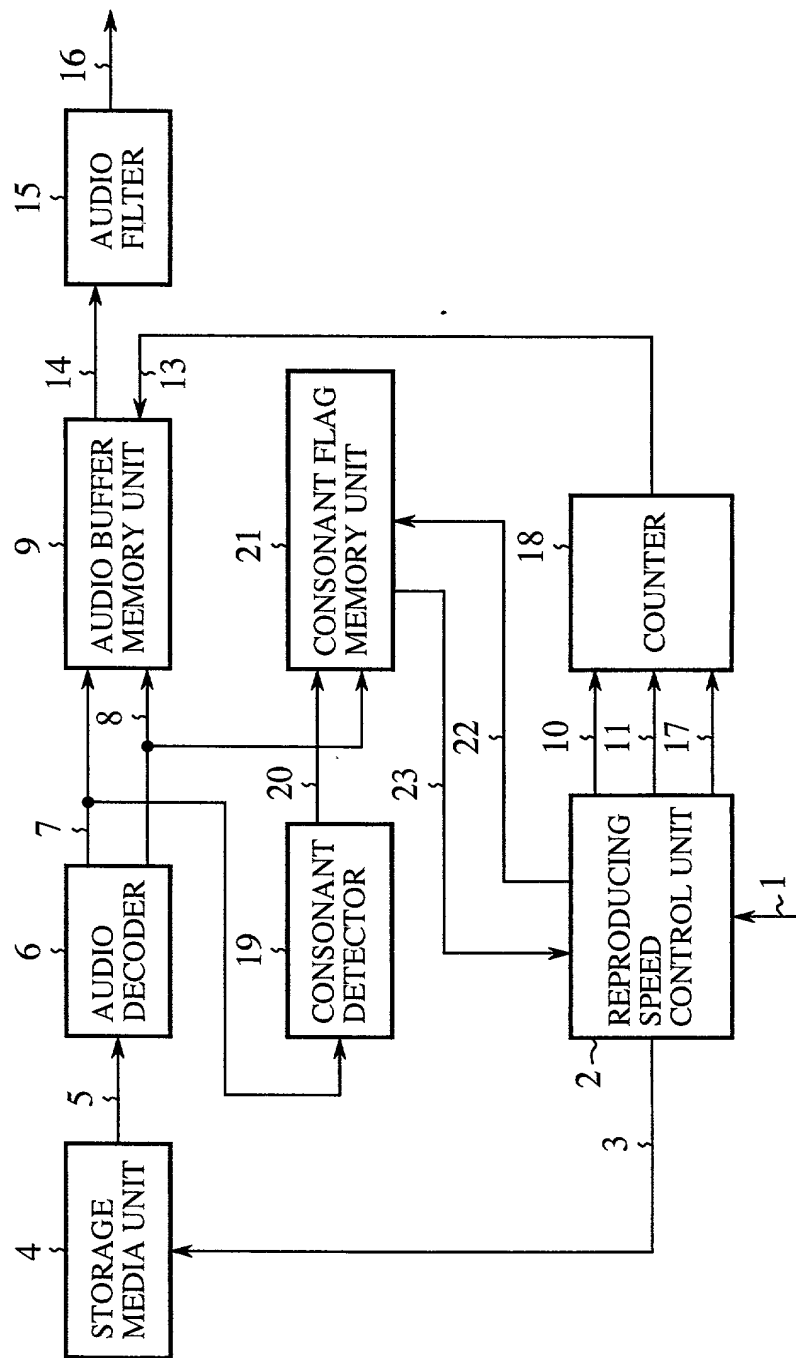 4
STORAGE
MEDIA UNIT
5
6
AUDIO
DECODER
7
8
9
AUDIO BUFFER
MEMORY UNIT
14
13
15
AUDIO
FILTER
16
19
CONSONANT
DETECTOR
20
21
CONSONANT FLAG
MEMORY UNIT
23
22
3
2
REPRODUCING
SPEED
CONTROL UNIT
1
10
11
17
18
COUNTER